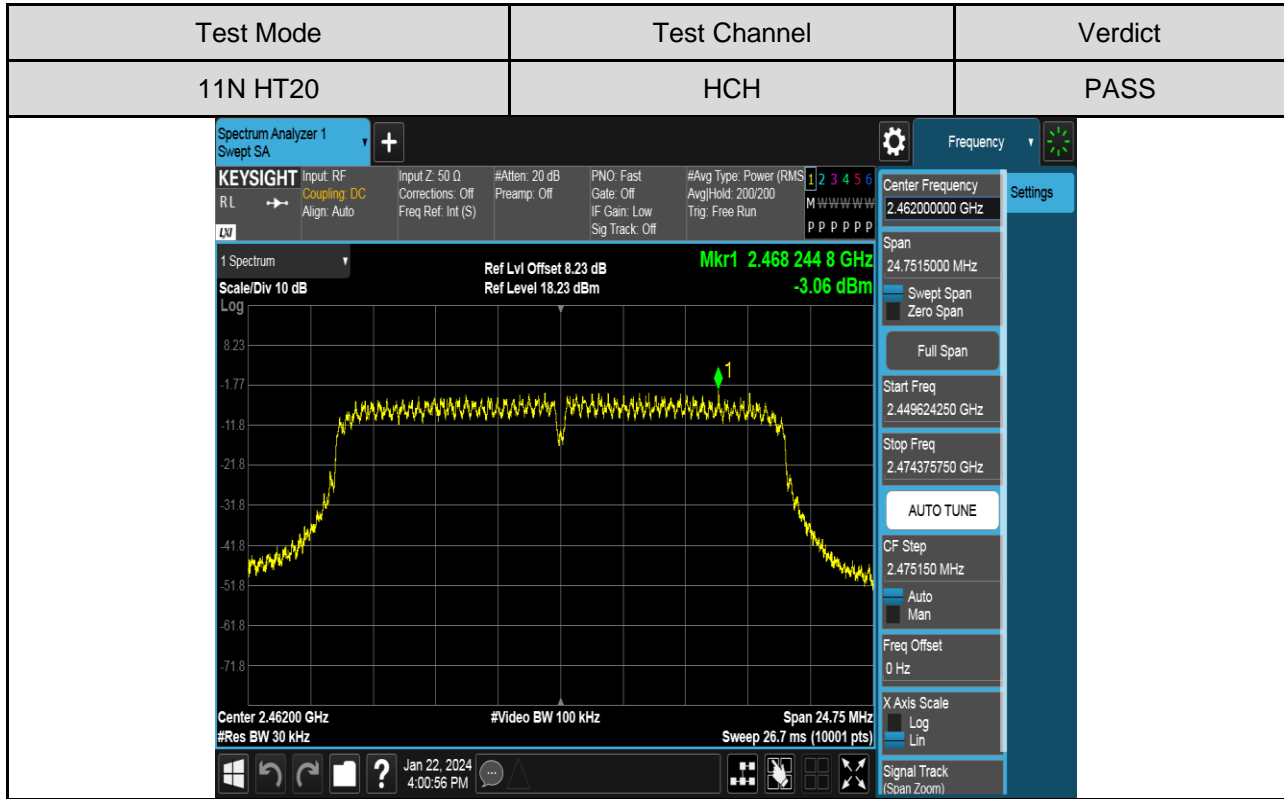 Test Mode Test Channel Verdict
11N HT20 HCH PASS
Spectrum Analyzer 1
Swept SA
+
Frequency
KEYSIGHT
RL
LXI
Input: RF
Coupling: DC
Align: Auto
Input Z: 50 Ω
Corrections: Off
Freq Ref: Int (S)
#Atten: 20 dB
Preamp: Off
PNO: Fast
Gate: Off
IF Gain: Low
Sig Track: Off
#Avg Type: Power (RMS
Avg|Hold: 200/200
Trig: Free Run
1 2 3 4 5 6
M W W W W W
P P P P P P
1 Spectrum
Scale/Div 10 dB
Ref Lvl Offset 8.23 dB
Ref Level 18.23 dBm
Mkr1 2.468 244 8 GHz
-3.06 dBm
Log
8.23
-1.77
-11.8
-21.8
-31.8
-41.8
-51.8
-61.8
-71.8
1
Center 2.46200 GHz
#Res BW 30 kHz
#Video BW 100 kHz
Span 24.75 MHz
Sweep 26.7 ms (10001 pts)
Settings
Center Frequency
2.462000000 GHz
Span
24.7515000 MHz
Swept Span
Zero Span
Full Span
Start Freq
2.449624250 GHz
Stop Freq
2.474375750 GHz
AUTO TUNE
CF Step
2.475150 MHz
Auto
Man
Freq Offset
0 Hz
X Axis Scale
Log
Lin
Signal Track
(Span Zoom)
?
Jan 22, 2024
4:00:56 PM